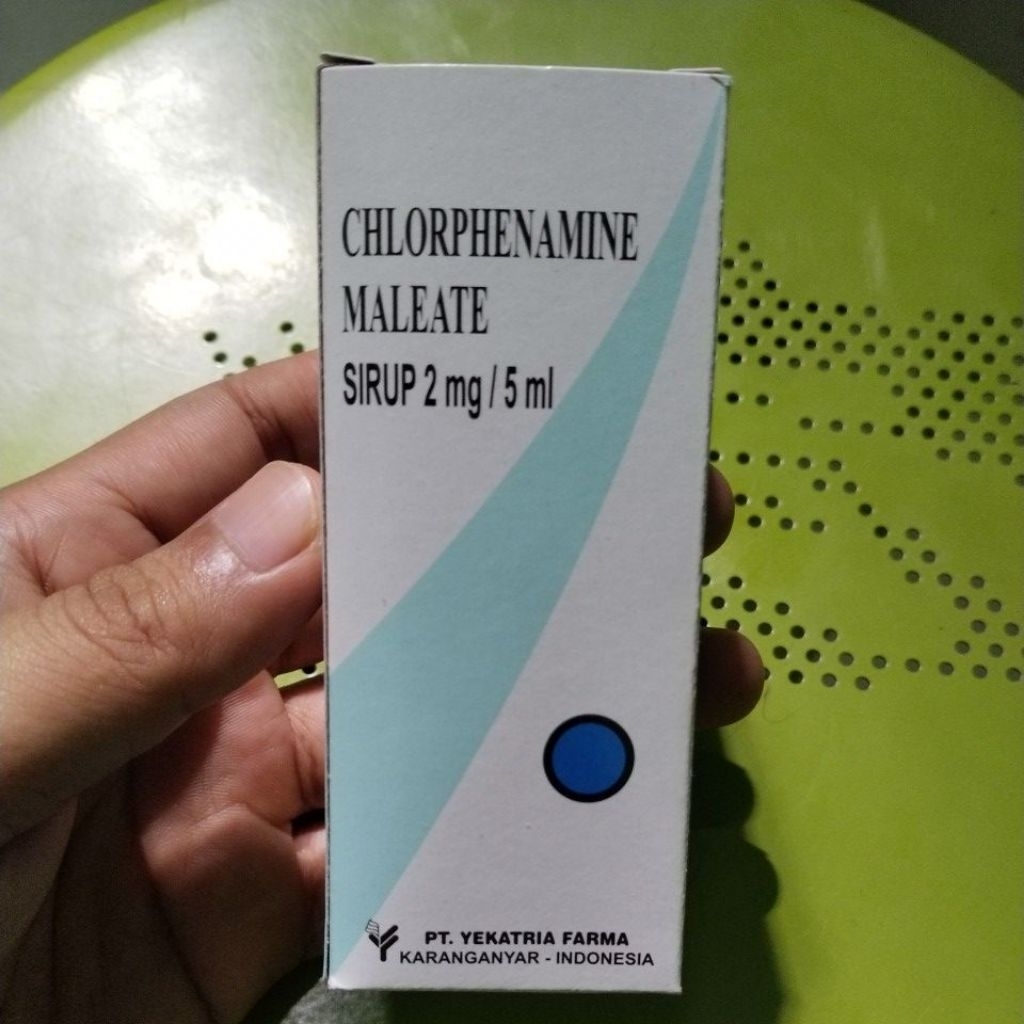 CHLORPHENAMINE
MALEATE
SIRUP 2 mg / 5 ml
PT. YEKATRIA FARMA
KARANGANYAR - INDONESIA